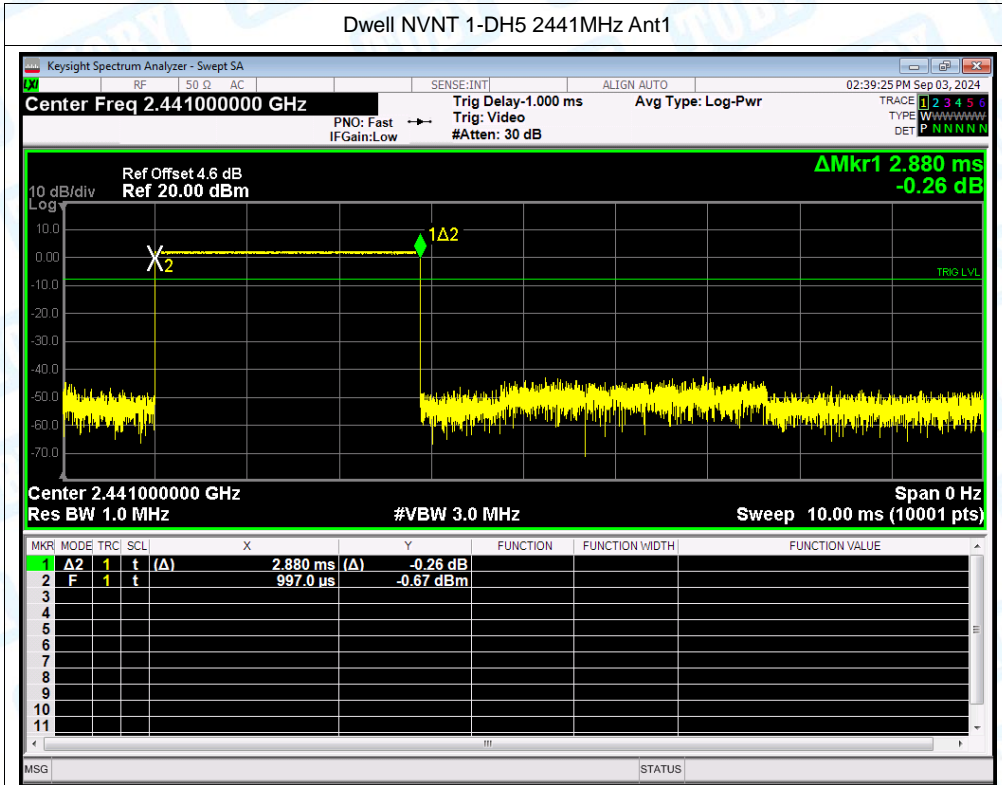 Dwell NVNT 1-DH5 2441MHz Ant1
Keysight Spectrum Analyzer - Swept SA
LXI RF 50 Ω AC SENSE:INT ALIGN AUTO 02:39:25 PM Sep 03, 2024
Center Freq 2.441000000 GHz Trig Delay-1.000 ms Avg Type: Log-Pwr TRACE 1 2 3 4 5 6
PNO: Fast Trig: Video TYPE WWWWWW
IFGain:Low #Atten: 30 dB DET P N N N N N
ΔMkr1 2.880 ms
-0.26 dB
Ref Offset 4.6 dB
10 dB/div Ref 20.00 dBm
Log
10.0
1Δ2
0.00
2
TRIG LVL
-10.0
-20.0
-30.0
-40.0
-50.0
-60.0
-70.0
Center 2.441000000 GHz Span 0 Hz
Res BW 1.0 MHz #VBW 3.0 MHz Sweep 10.00 ms (10001 pts)
MKR MODE TRC SCL X Y FUNCTION FUNCTION WIDTH FUNCTION VALUE
1 Δ2 1 t (Δ) 2.880 ms (Δ) -0.26 dB
2 F 1 t 997.0 µs -0.67 dBm
3
4
5
6
7
8
9
10
11
MSG STATUS